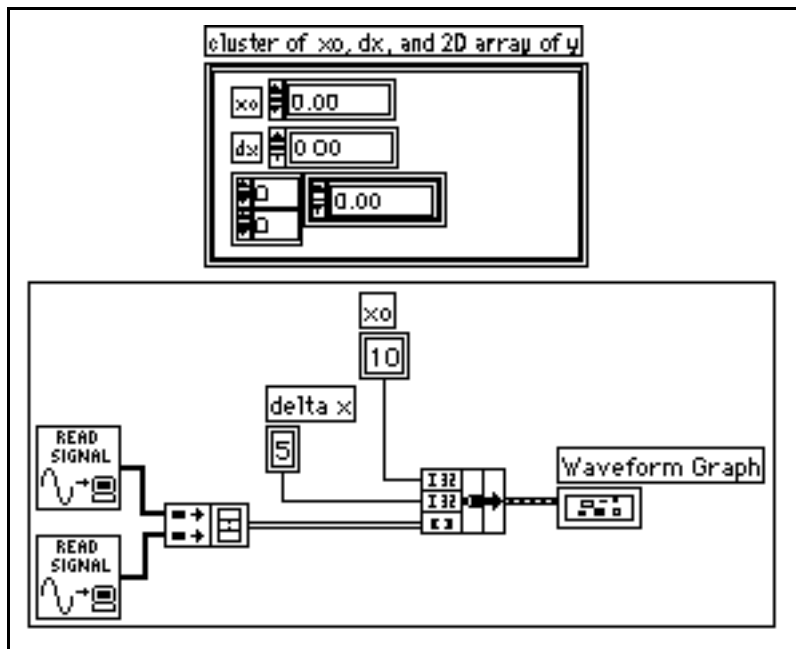 cluster of xo, dx, and 2D array of y
xo 0.00
dx 0.00
0 0.00
0
xo
10
delta x
5
READ
SIGNAL
Waveform Graph
I32
I32
READ
SIGNAL